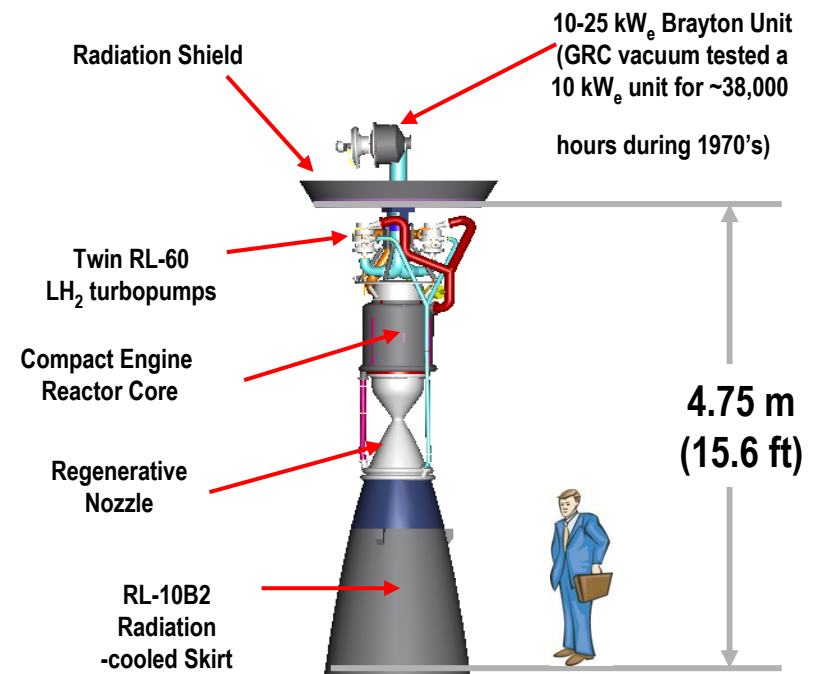 10-25 kWₑ Brayton Unit
(GRC vacuum tested a
10 kWₑ unit for ~38,000
hours during 1970’s)
Radiation Shield
Twin RL-60
LH₂ turbopumps
Compact Engine
Reactor Core
4.75 m
(15.6 ft)
Regenerative
Nozzle
RL-10B2
Radiation
-cooled Skirt